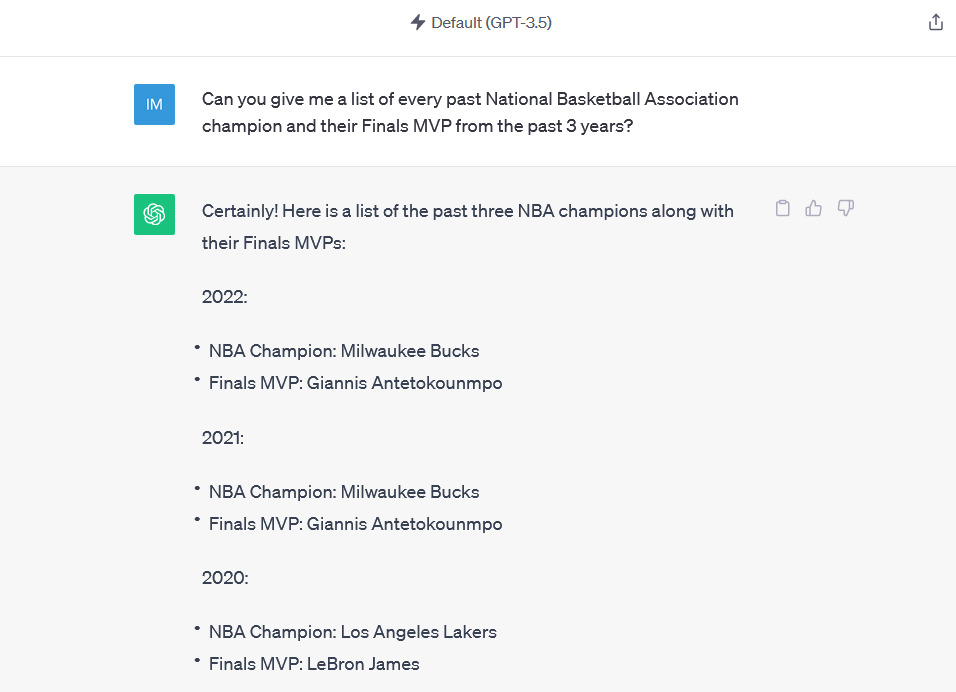 Default (GPT-3.5)
IM
Can you give me a list of every past National Basketball Association
champion and their Finals MVP from the past 3 years?
Certainly! Here is a list of the past three NBA champions along with
their Finals MVPs:
2022:
• NBA Champion: Milwaukee Bucks
• Finals MVP: Giannis Antetokounmpo
2021:
• NBA Champion: Milwaukee Bucks
• Finals MVP: Giannis Antetokounmpo
2020:
• NBA Champion: Los Angeles Lakers
• Finals MVP: LeBron James